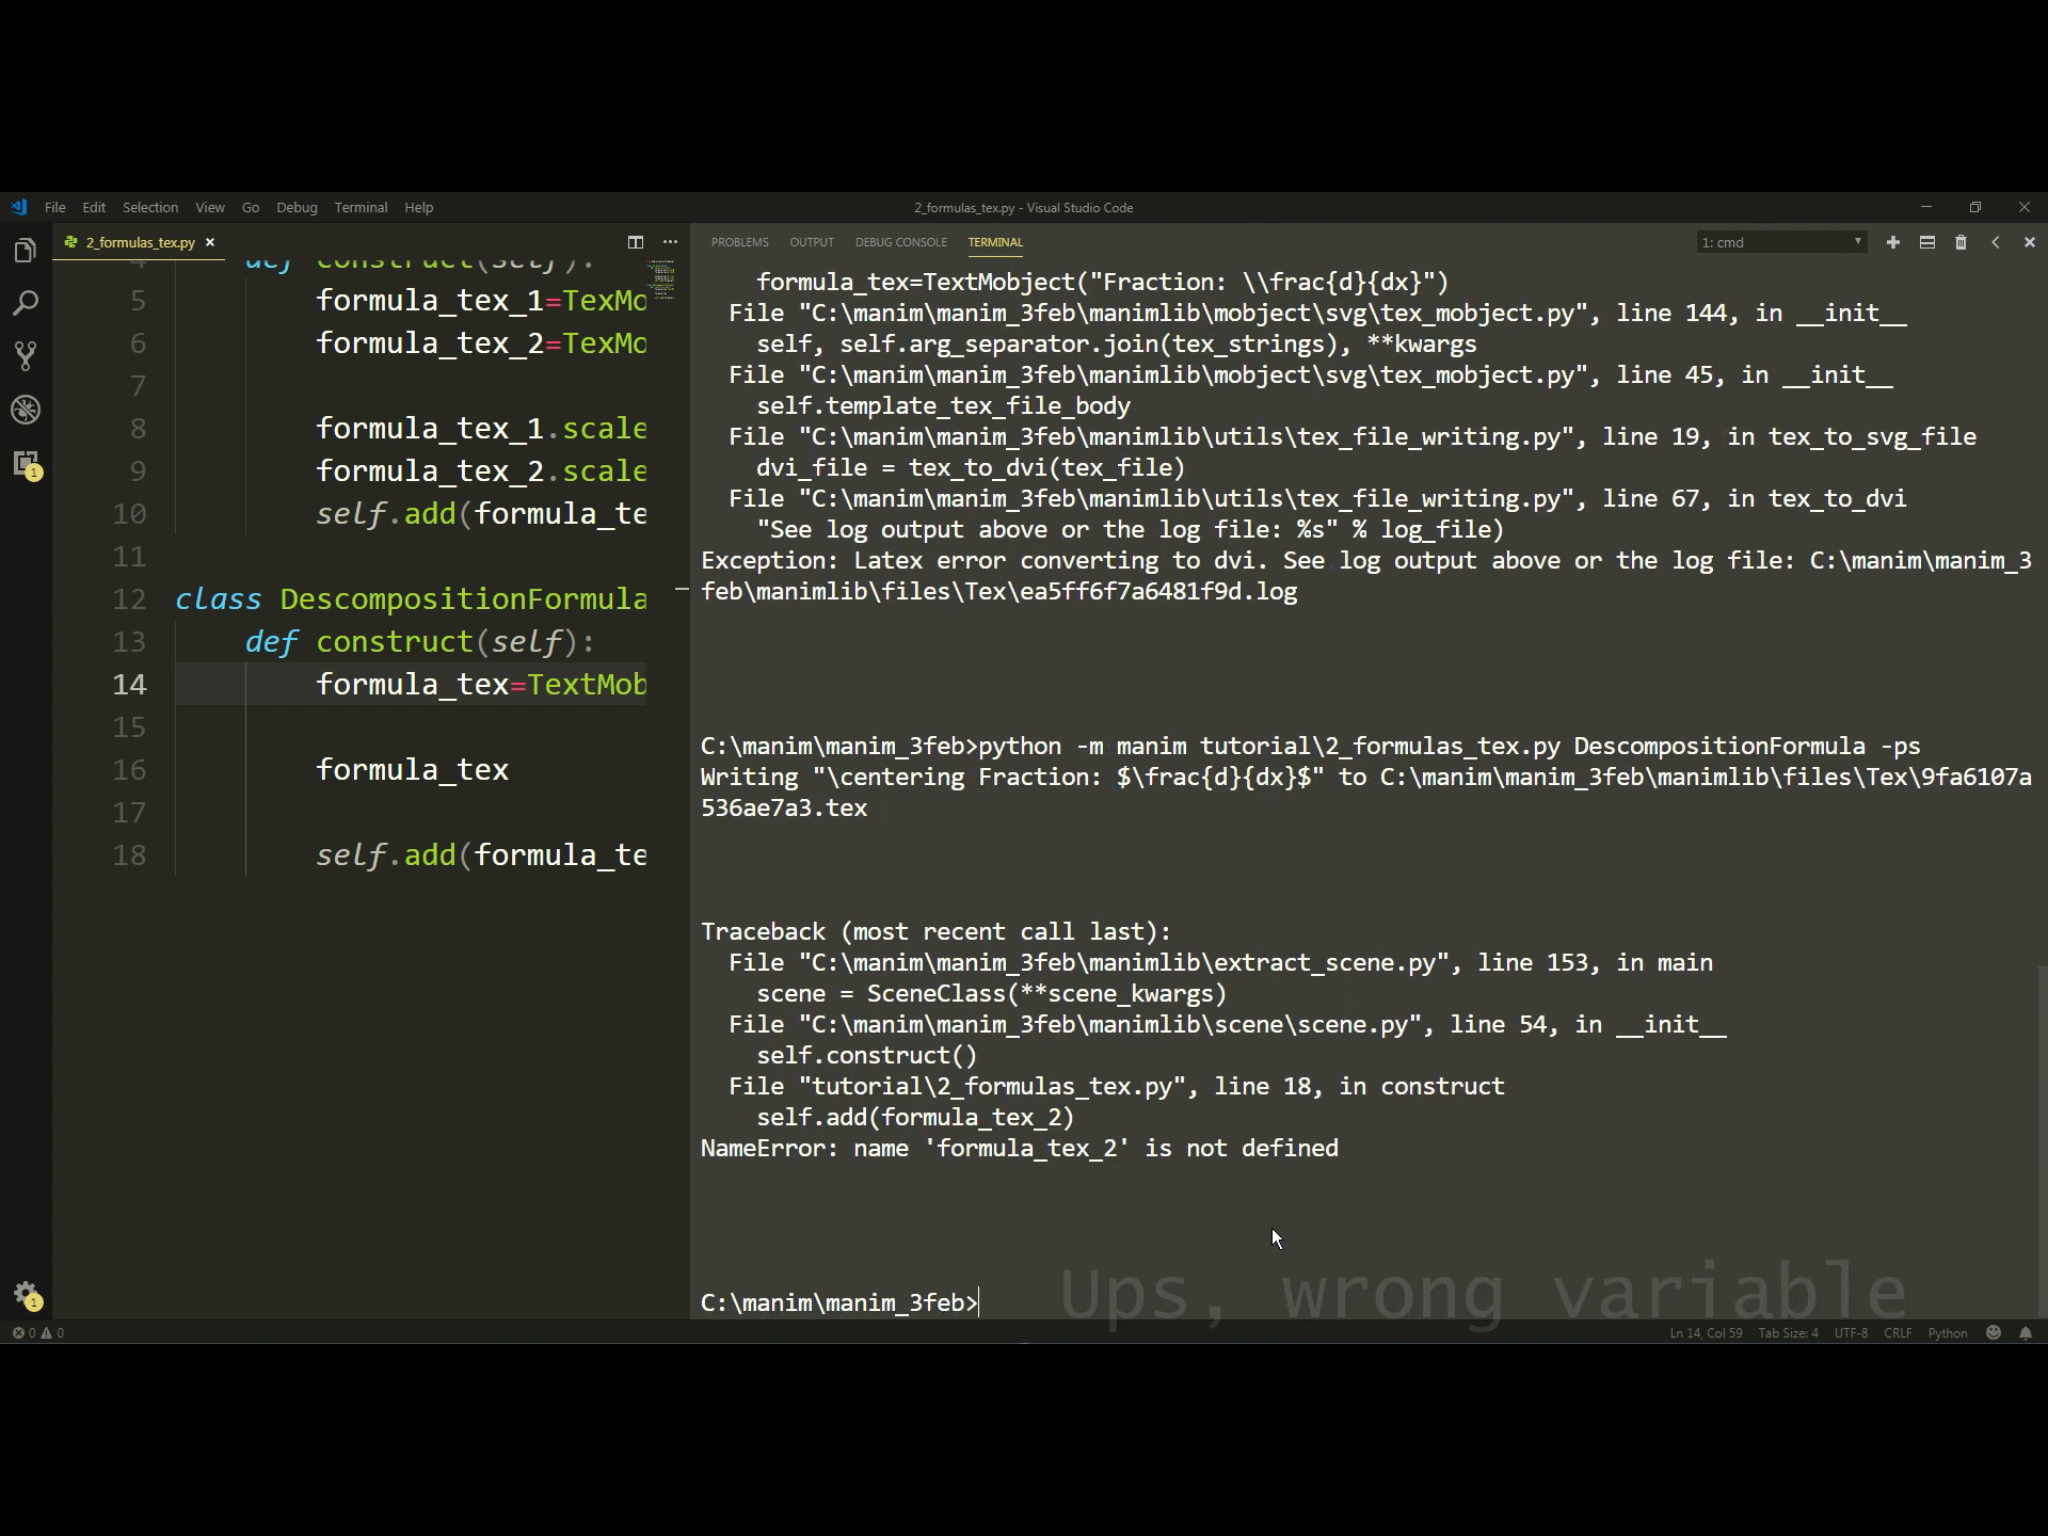 File Edit Selection View Go Debug Terminal Help
2_formulas_tex.py - Visual Studio Code
2_formulas_tex.py
def construct(self):
5 formula_tex_1=TexMo
6 formula_tex_2=TexMo
7
8 formula_tex_1.scale
9 formula_tex_2.scale
10 self.add(formula_te
11
12 class DescompositionFormula
13 def construct(self):
14 formula_tex=TextMob
15
16 formula_tex
17
18 self.add(formula_te
PROBLEMS OUTPUT DEBUG CONSOLE TERMINAL
1: cmd
formula_tex=TextMobject("Fraction: \\frac{d}{dx}")
File "C:\manim\manim_3feb\manimlib\mobject\svg\tex_mobject.py", line 144, in __init__
self, self.arg_separator.join(tex_strings), **kwargs
File "C:\manim\manim_3feb\manimlib\mobject\svg\tex_mobject.py", line 45, in __init__
self.template_tex_file_body
File "C:\manim\manim_3feb\manimlib\utils\tex_file_writing.py", line 19, in tex_to_svg_file
dvi_file = tex_to_dvi(tex_file)
File "C:\manim\manim_3feb\manimlib\utils\tex_file_writing.py", line 67, in tex_to_dvi
"See log output above or the log file: %s" % log_file)
Exception: Latex error converting to dvi. See log output above or the log file: C:\manim\manim_3
feb\manimlib\files\Tex\ea5ff6f7a6481f9d.log
C:\manim\manim_3feb>python -m manim tutorial\2_formulas_tex.py DescompositionFormula -ps
Writing "\centering Fraction: $\frac{d}{dx}$" to C:\manim\manim_3feb\manimlib\files\Tex\9fa6107a
536ae7a3.tex
Traceback (most recent call last):
File "C:\manim\manim_3feb\manimlib\extract_scene.py", line 153, in main
scene = SceneClass(**scene_kwargs)
File "C:\manim\manim_3feb\manimlib\scene\scene.py", line 54, in __init__
self.construct()
File "tutorial\2_formulas_tex.py", line 18, in construct
self.add(formula_tex_2)
NameError: name 'formula_tex_2' is not defined
C:\manim\manim_3feb>
Ups, wrong variable
1
1
0 0
Ln 14, Col 59 Tab Size: 4 UTF-8 CRLF Python